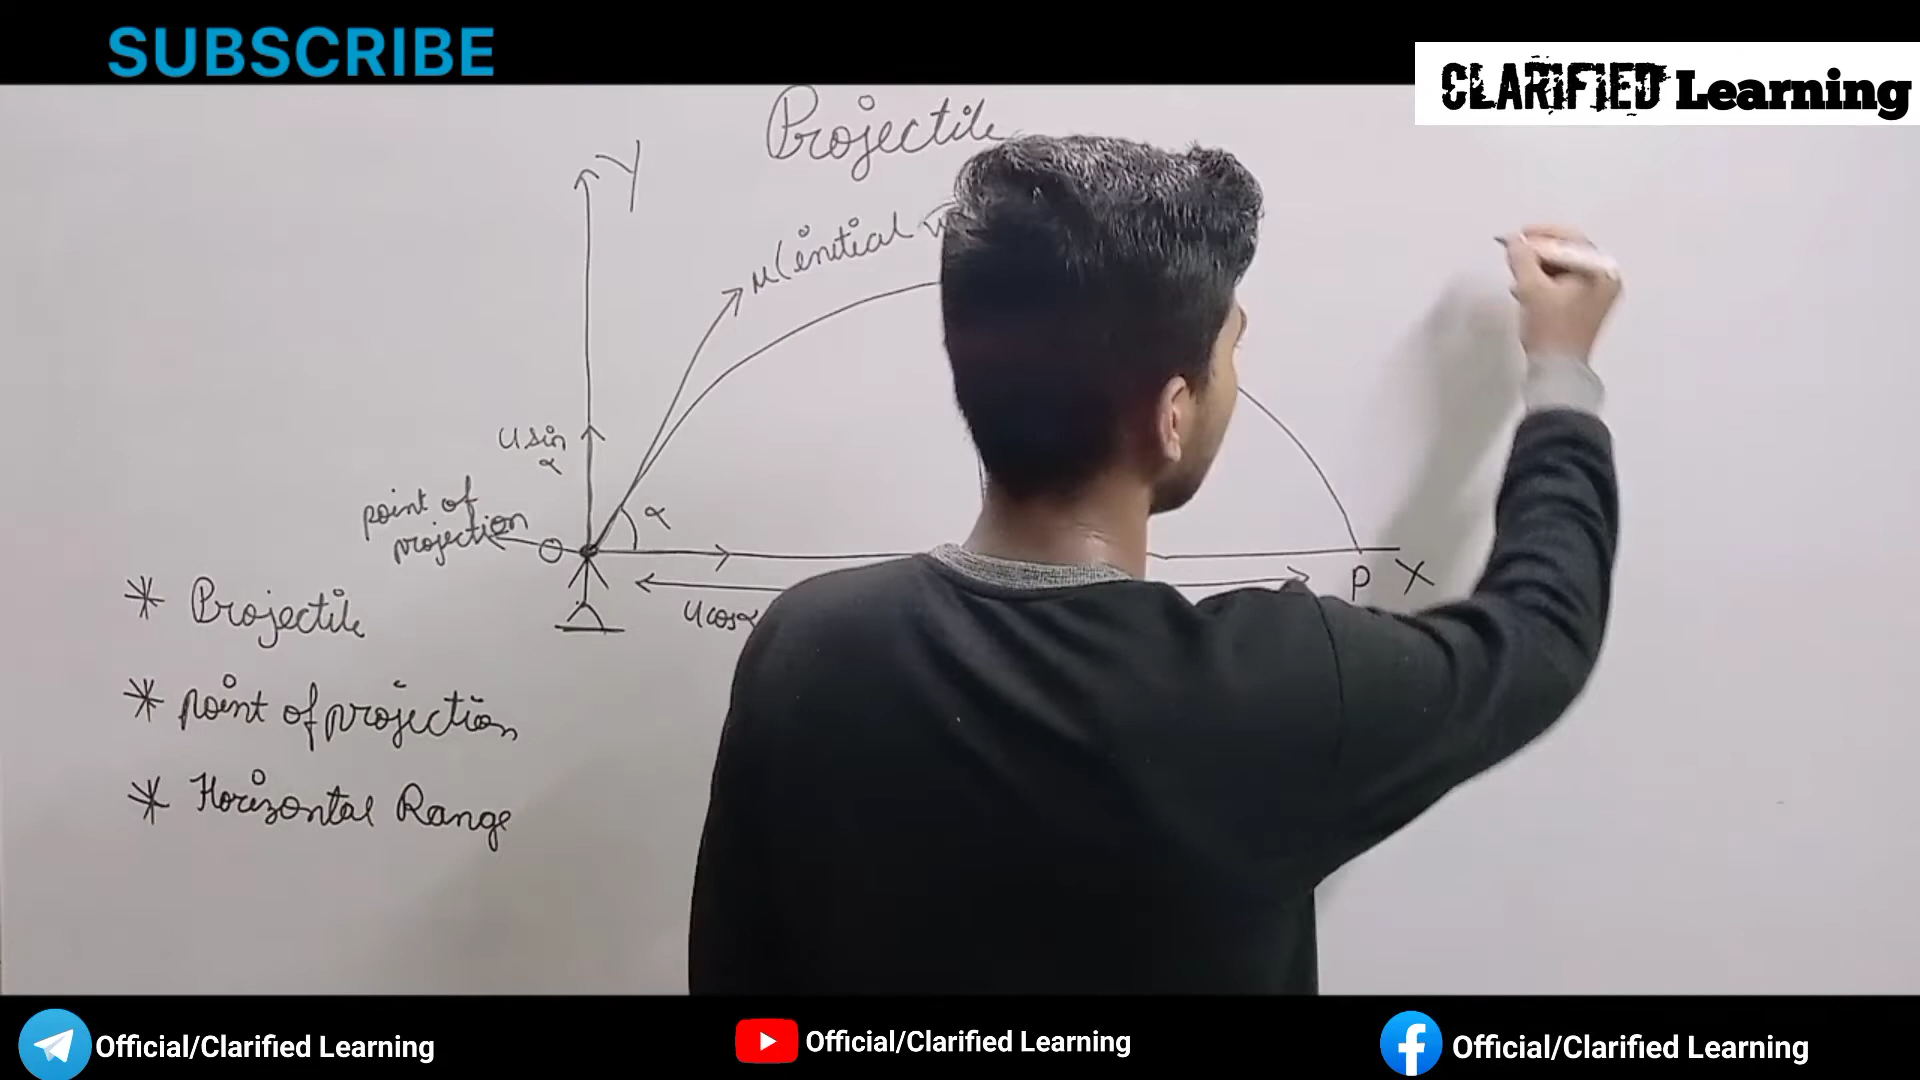 SUBSCRIBE
CLARIFIED Learning
Projectile
Y
u (initial
u sin
α
point of
projection
O
α
P X
u cosα
* Projectile
* point of projection
* Horizontal Range
Official/Clarified Learning
Official/Clarified Learning
Official/Clarified Learning